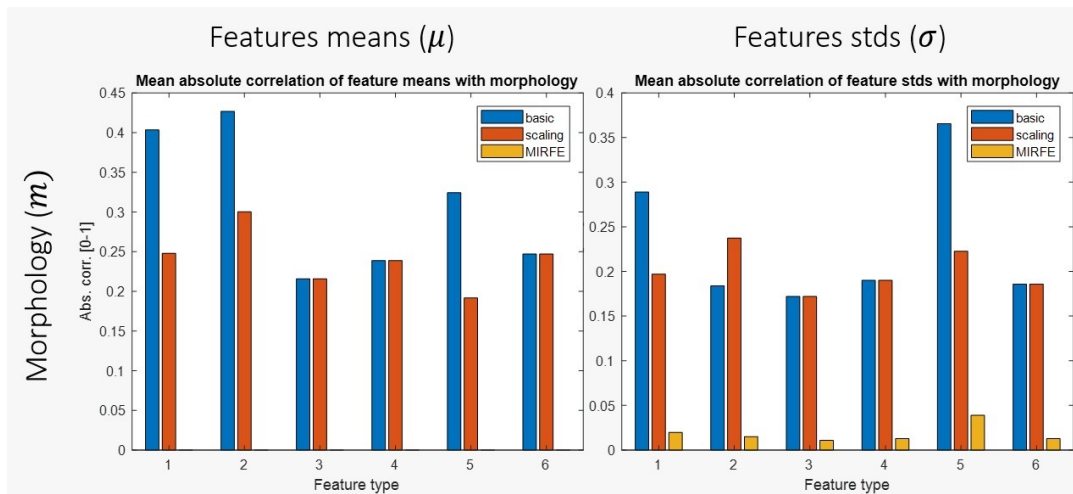 Features means (μ)
Features stds (σ)
Morphology (m)
Mean absolute correlation of feature means with morphology
0.45
0.4
0.35
0.3
0.25
0.2
0.15
0.1
0.05
0
Abs. corr. [0-1]
basic
scaling
MIRFE
1 2 3 4 5 6
Feature type
Mean absolute correlation of feature stds with morphology
0.4
0.35
0.3
0.25
0.2
0.15
0.1
0.05
0
basic
scaling
MIRFE
1 2 3 4 5 6
Feature type